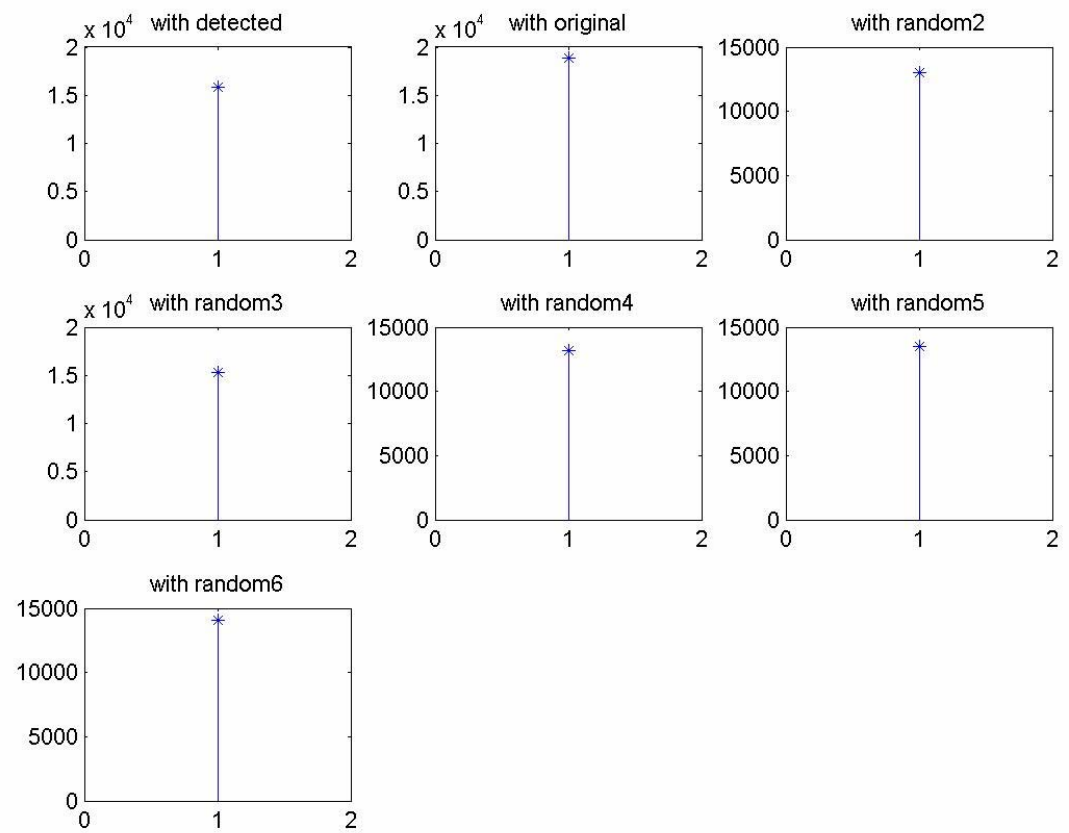 x 10^4 with detected
2
1.5
1
0.5
0
0 1 2
x 10^4 with original
2
1.5
1
0.5
0
0 1 2
with random2
15000
10000
5000
0
0 1 2
x 10^4 with random3
2
1.5
1
0.5
0
0 1 2
with random4
15000
10000
5000
0
0 1 2
with random5
15000
10000
5000
0
0 1 2
with random6
15000
10000
5000
0
0 1 2